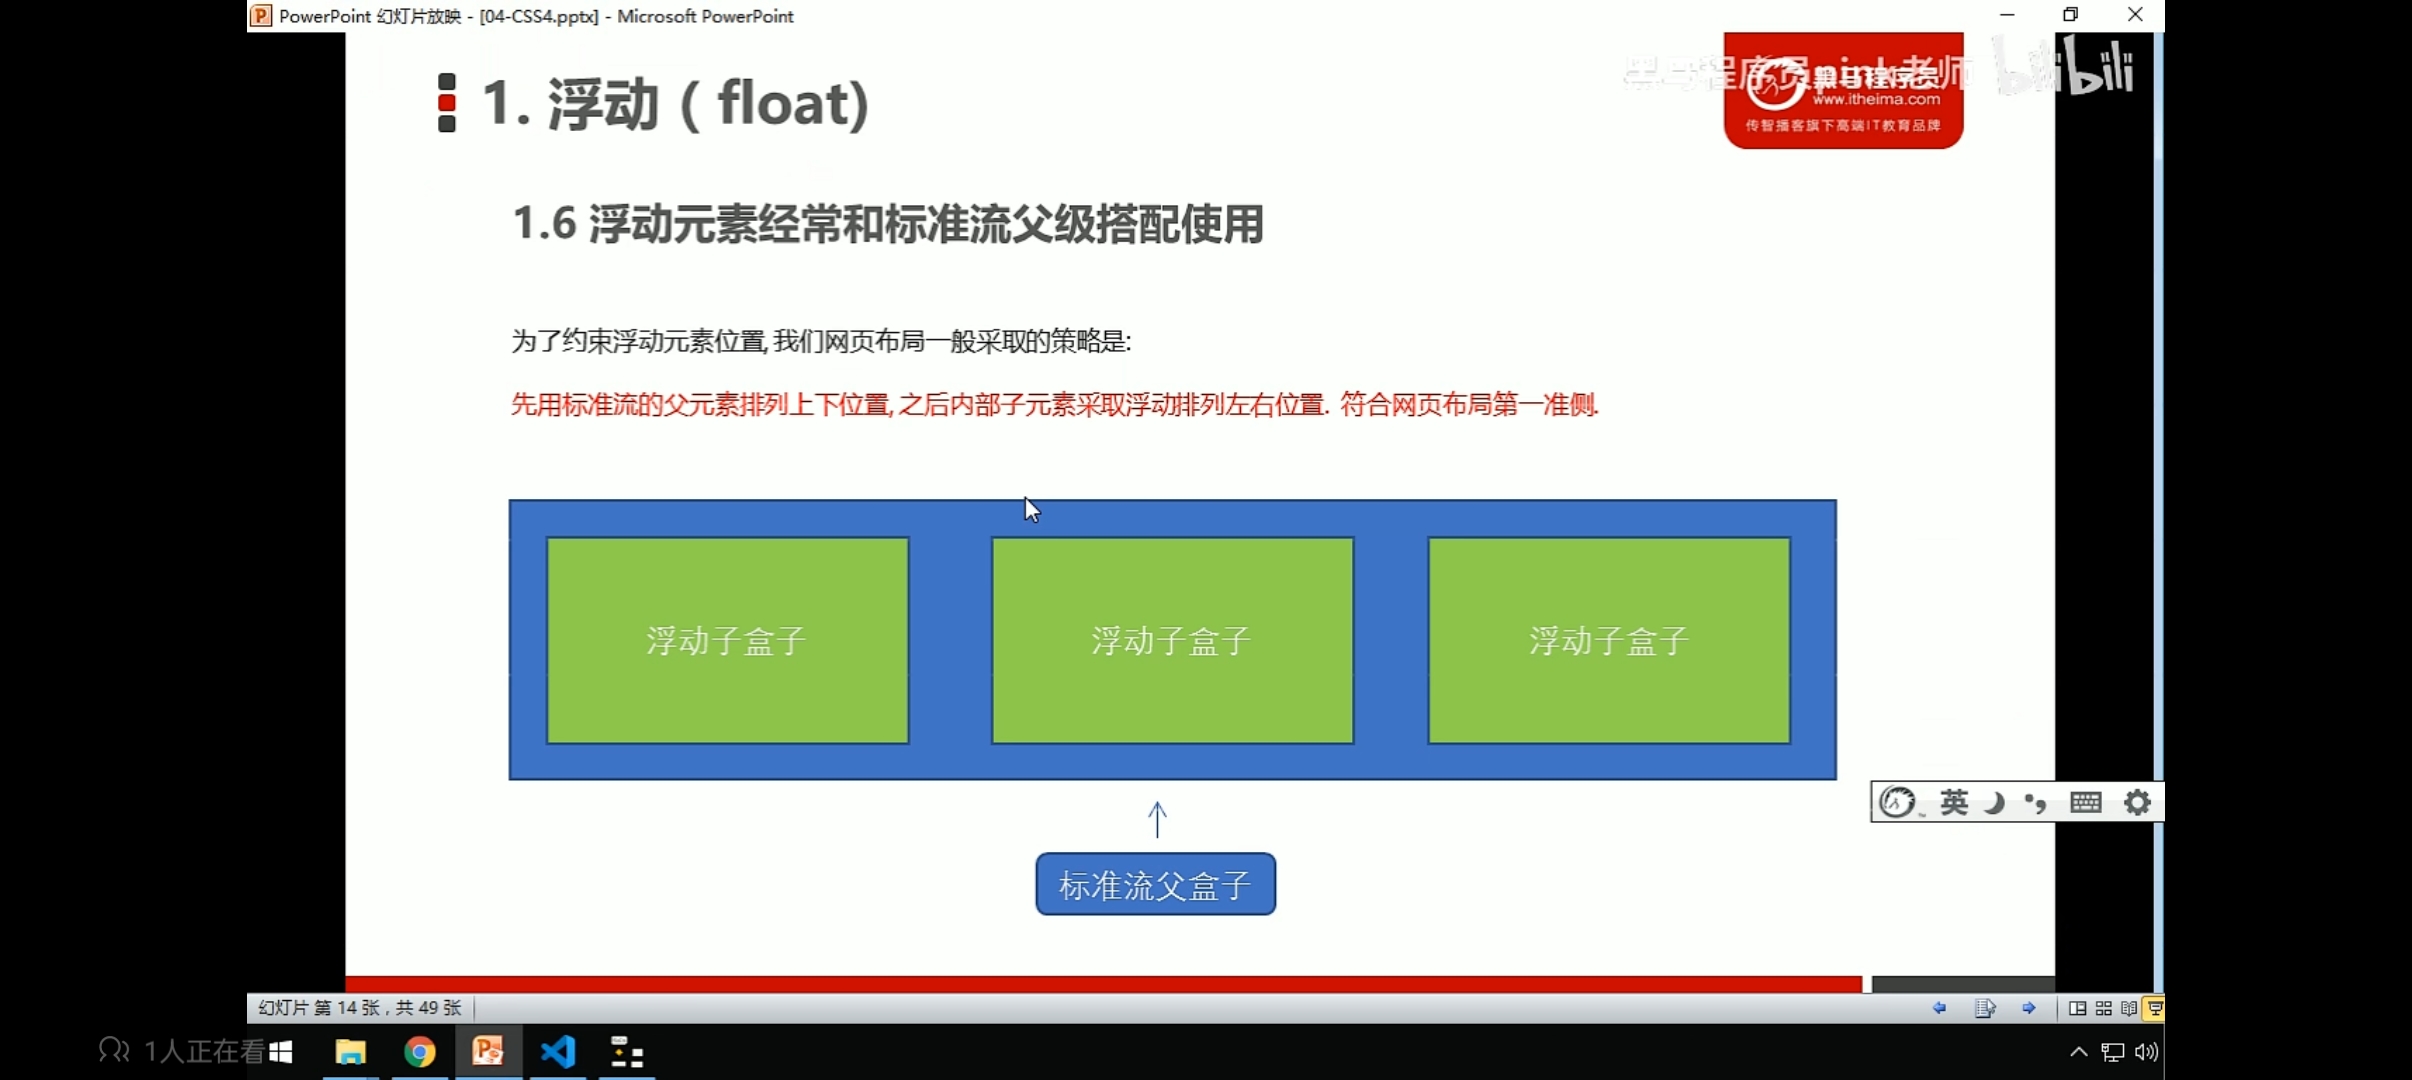 PowerPoint 幻灯片放映 - [04-CSS4.pptx] - Microsoft PowerPoint
1. 浮动 ( float)
黑马程序员pink老师
bilibili
www.itheima.com
传智播客旗下高端IT教育品牌
1.6 浮动元素经常和标准流父级搭配使用
为了约束浮动元素位置, 我们网页布局一般采取的策略是:
先用标准流的父元素排列上下位置, 之后内部子元素采取浮动排列左右位置. 符合网页布局第一准侧.
浮动子盒子
浮动子盒子
浮动子盒子
英
标准流父盒子
幻灯片 第 14 张 , 共 49 张
1人正在看